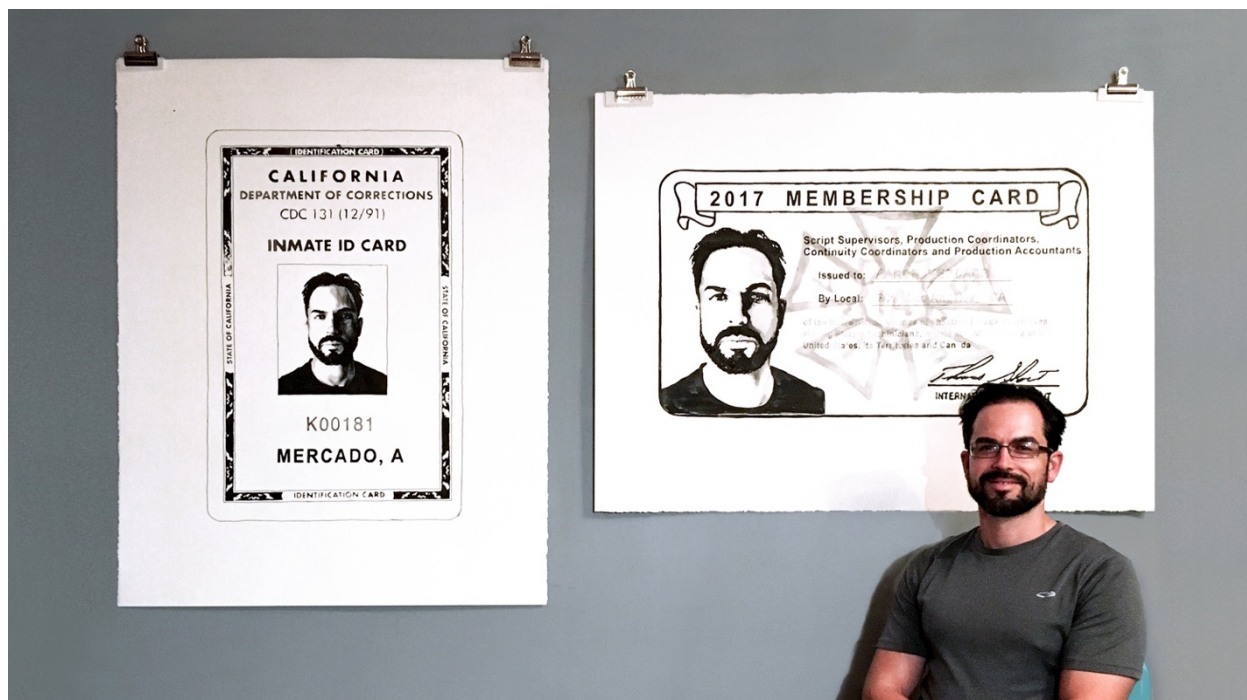 IDENTIFICATION CARD
CALIFORNIA
DEPARTMENT OF CORRECTIONS
CDC 131 (12/91)
INMATE ID CARD
STATE OF CALIFORNIA
STATE OF CALIFORNIA
K00181
MERCADO, A
IDENTIFICATION CARD
2017 MEMBERSHIP CARD
Script Supervisors, Production Coordinators,
Continuity Coordinators and Production Accountants
Issued to:
By Local:
United and